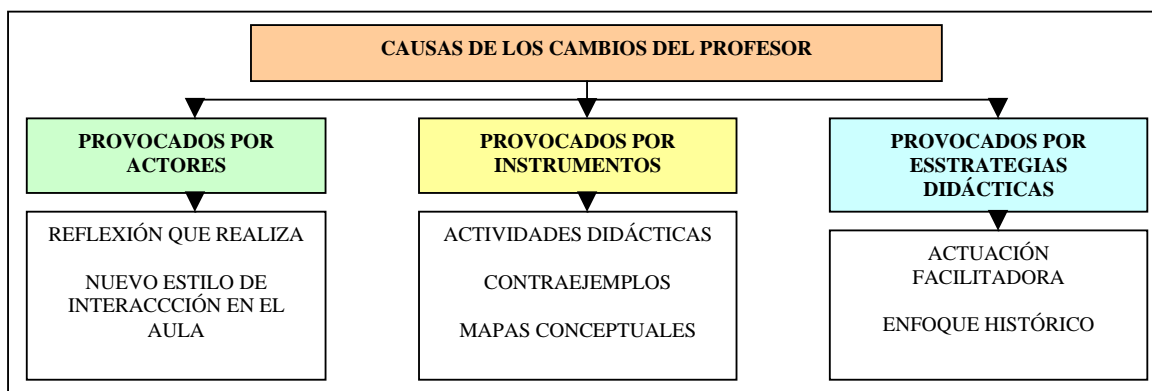 CAUSAS DE LOS CAMBIOS DEL PROFESOR
PROVOCADOS POR
ACTORES
REFLEXIÓN QUE REALIZA
NUEVO ESTILO DE
INTERACCCIÓN EN EL
AULA
PROVOCADOS POR
INSTRUMENTOS
ACTIVIDADES DIDÁCTICAS
CONTRAEJEMPLOS
MAPAS CONCEPTUALES
PROVOCADOS POR
ESSTRATEGIAS
DIDÁCTICAS
ACTUACIÓN
FACILITADORA
ENFOQUE HISTÓRICO